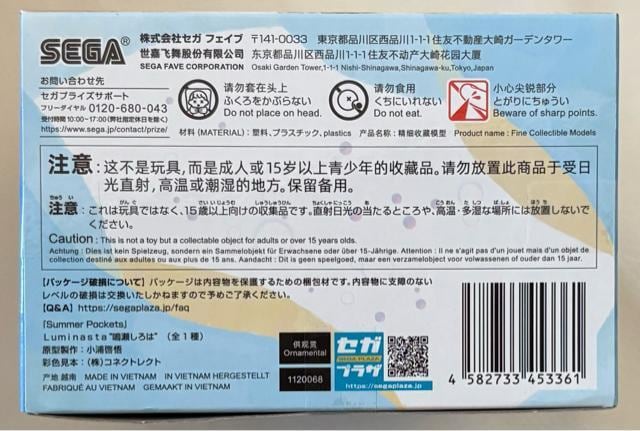 SEGA®
株式会社セガ フェイブ 〒141-0033 東京都品川区西品川1-1-1住友不動産大崎ガーデンタワー
世嘉飞舞股份有限公司 东京都品川区西品川1-1-1住友不动产大崎花园大厦
SEGA FAVE CORPORATION Osaki Garden Tower,1-1-1 Nishi-Shinagawa, Shinagawa-ku,Tokyo,Japan
お問い合わせ先
セガプライズサポート
フリーダイヤル 0120-680-043
受付時間 10:00~17:00(弊社指定休日を除く)
https://www.sega.jp/contact/prize/
请勿套在头上
ふくろをかぶらない
Do not place on head.
请勿食用
くちにいれない
Do not eat.
小心尖锐部分
とがりにちゅうい
Beware of sharp points.
材料 (MATERIAL) : 塑料、プラスチック、plastics 产品名称 : 精细收藏模型 Product name : Fine Collectible Models
注意 : 这不是玩具, 而是成人或15岁以上青少年的收藏品。请勿放置此商品于受日
光直射, 高温或潮湿的地方。保留备用。
注意 : これは玩具ではなく、15歳以上向けの収集品です。直射日光の当たるところや、高温・多湿な場所には放置しないで
ください。
Caution : This is not a toy but a collectable object for adults or over 15 years olds.
Achtung : Dies ist kein Spielzeug, sondern ein Sammelobjekt für Erwachsene oder über 15-Jährige. Attention : Il ne s'agit pas d'un jouet mais d'un objet de
collection destiné aux adultes ou aux plus de 15 ans. Aandacht : Dit is geen speelgoed, maar een verzamelobject voor volwassenen of ouder dan 15 jaar.
【パッケージ破損について】パッケージは内容物を保護するための梱包材です。内容物に支障のない
レベルの破損は交換いたしかねますので予めご了承ください。
【Q&A】https://segaplaza.jp/faq
『Summer Pockets』
Luminasta“鳴瀬しろは” (全1種)
原型製作 : 小浦啓悟
彩色見本 : (株)コネクトレクト
产地 越南 MADE IN VIETNAM IN VIETNAM HERGESTELLT
FABRIQUÉ AU VIETNAM GEMAAKT IN VIETNAM
供观赏
Ornamental
1120068
セガ
SEGA PLAZA
プラザ
https://segaplaza.jp
4 582733 453361